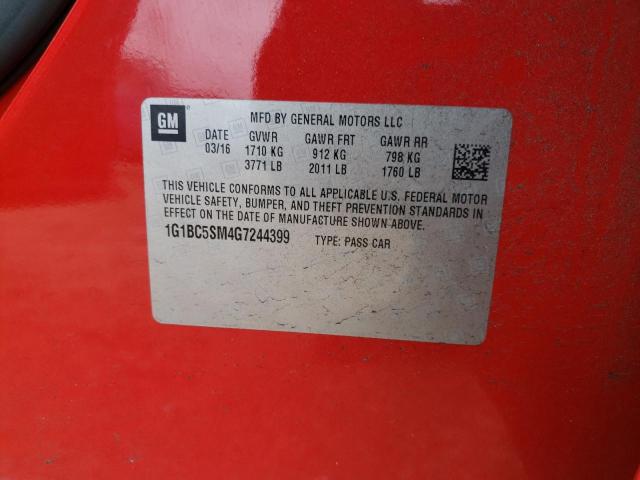 GM
MFD BY GENERAL MOTORS LLC
DATE GVWR GAWR FRT GAWR RR
03/16 1710 KG 912 KG 798 KG
3771 LB 2011 LB 1760 LB
THIS VEHICLE CONFORMS TO ALL APPLICABLE U.S. FEDERAL MOTOR
VEHICLE SAFETY, BUMPER, AND THEFT PREVENTION STANDARDS IN
EFFECT ON THE DATE OF MANUFACTURE SHOWN ABOVE.
1G1BC5SM4G7244399 TYPE: PASS CAR